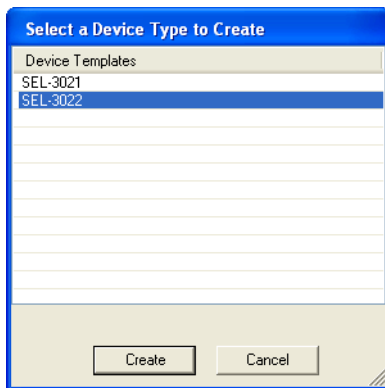 Select a Device Type to Create
Device Templates
SEL-3021
SEL-3022
Create Cancel